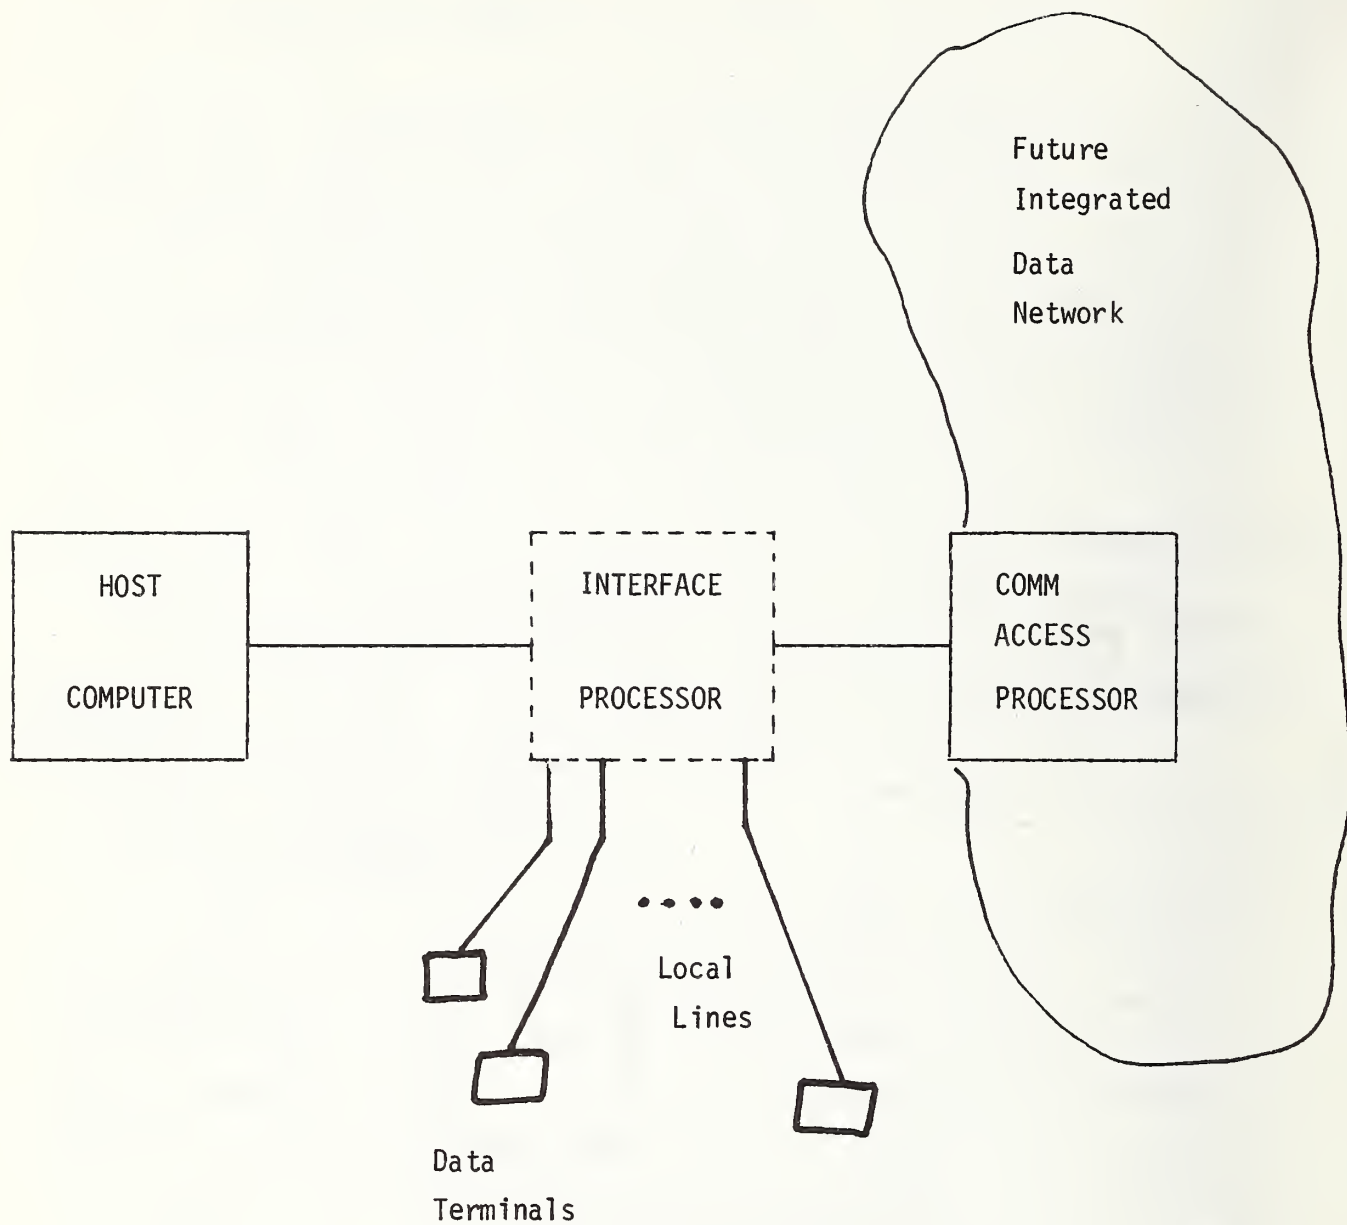 Future
Integrated
Data
Network
HOST
COMPUTER
INTERFACE
PROCESSOR
COMM
ACCESS
PROCESSOR
Local
Lines
Data
Terminals